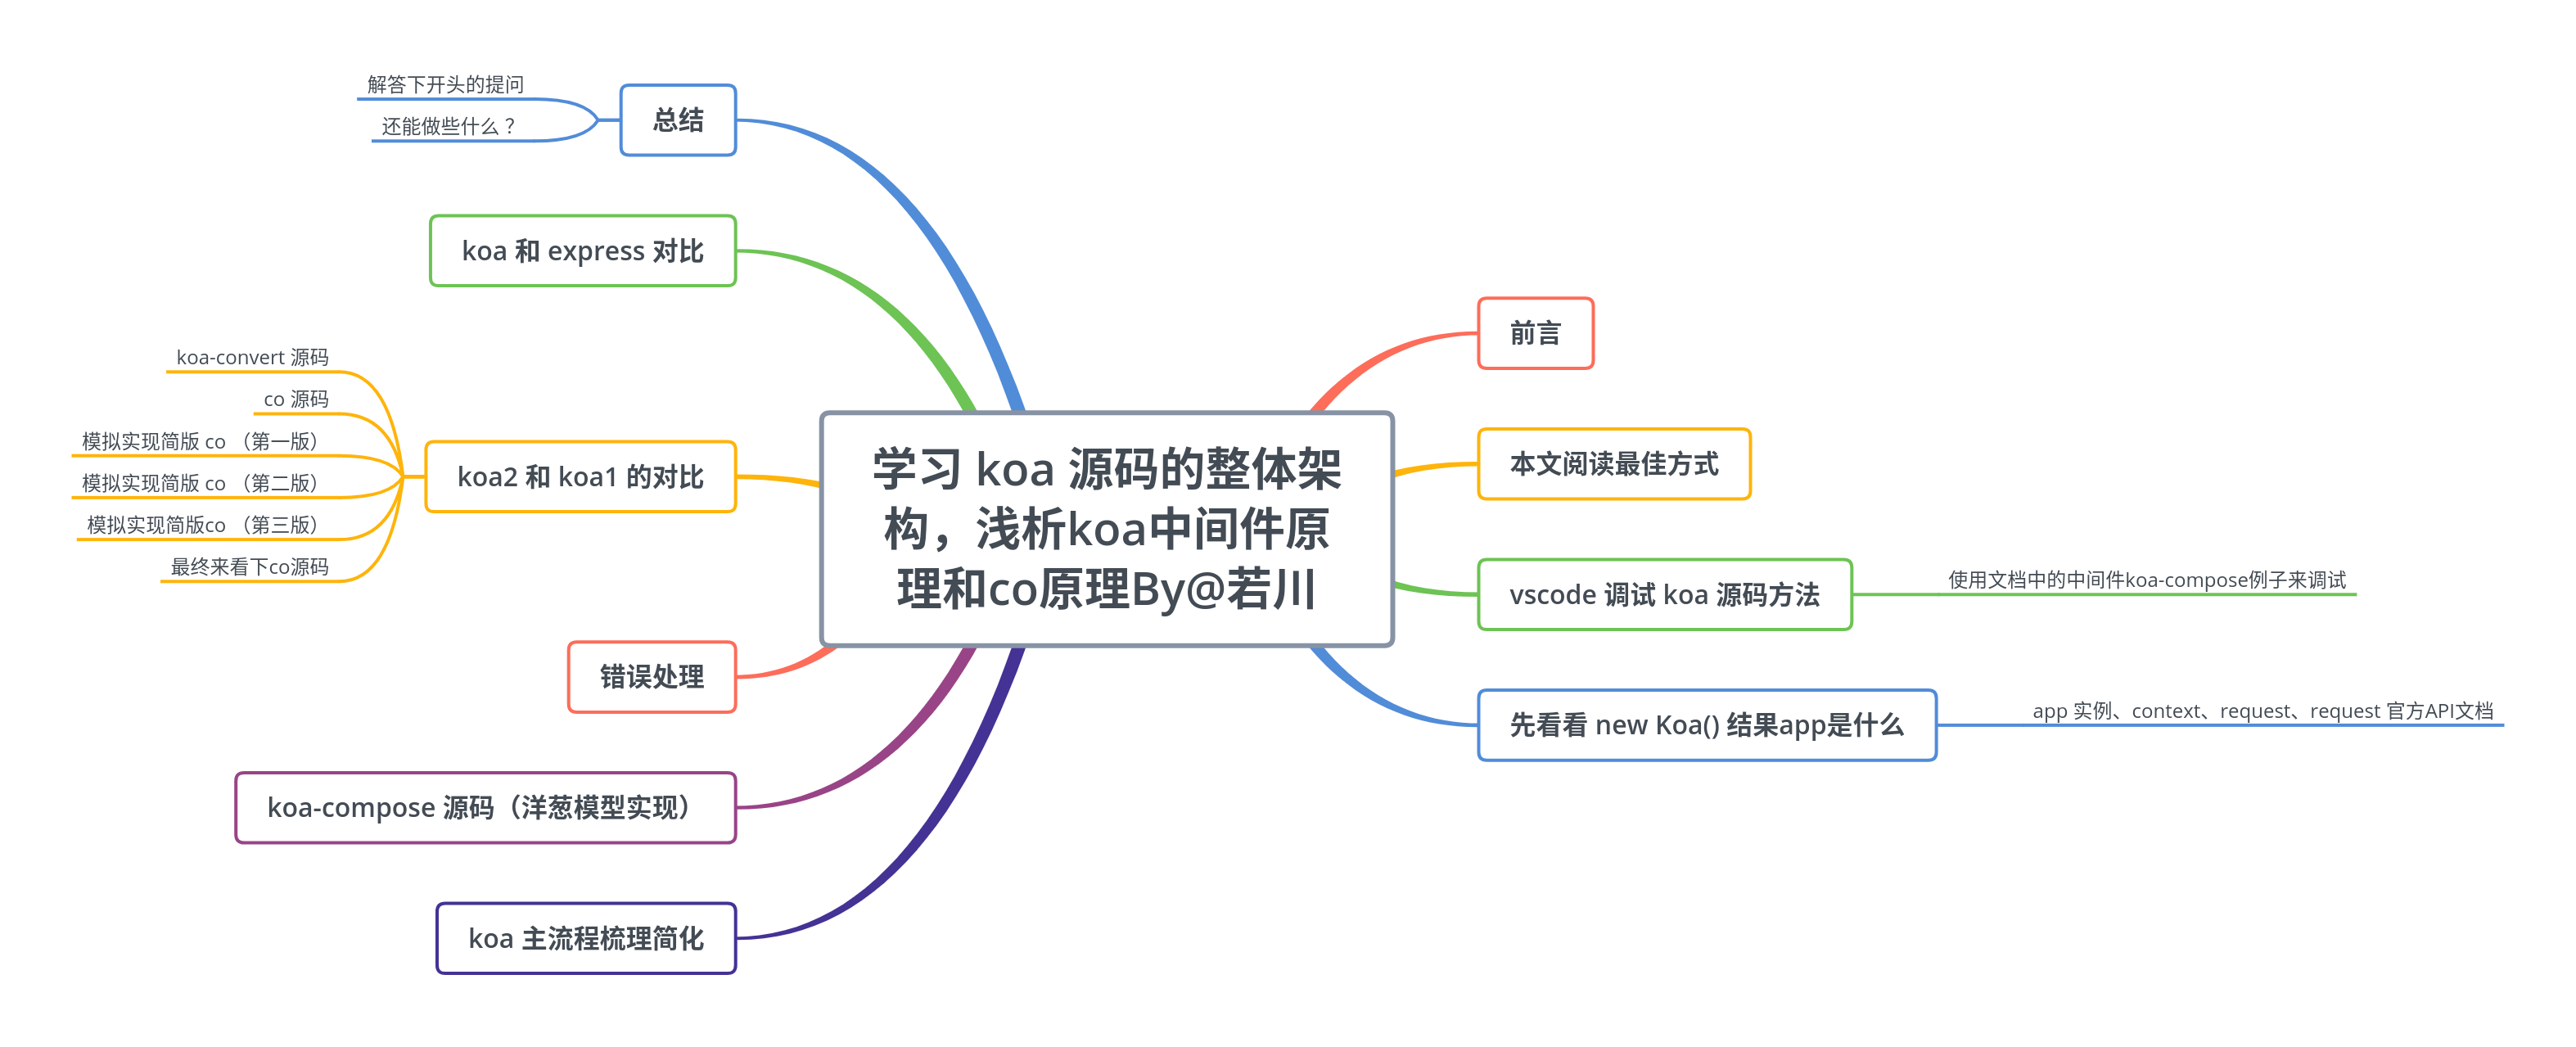 学习 koa 源码的整体架
构，浅析koa中间件原
理和co原理By@若川
前言
本文阅读最佳方式
vscode 调试 koa 源码方法
使用文档中的中间件koa-compose例子来调试
先看看 new Koa() 结果app是什么
app 实例、context、request、request 官方API文档
koa 主流程梳理简化
koa-compose 源码（洋葱模型实现）
错误处理
koa2 和 koa1 的对比
koa-convert 源码
co 源码
模拟实现简版 co （第一版）
模拟实现简版 co （第二版）
模拟实现简版co （第三版）
最终来看下co源码
koa 和 express 对比
总结
解答下开头的提问
还能做些什么？